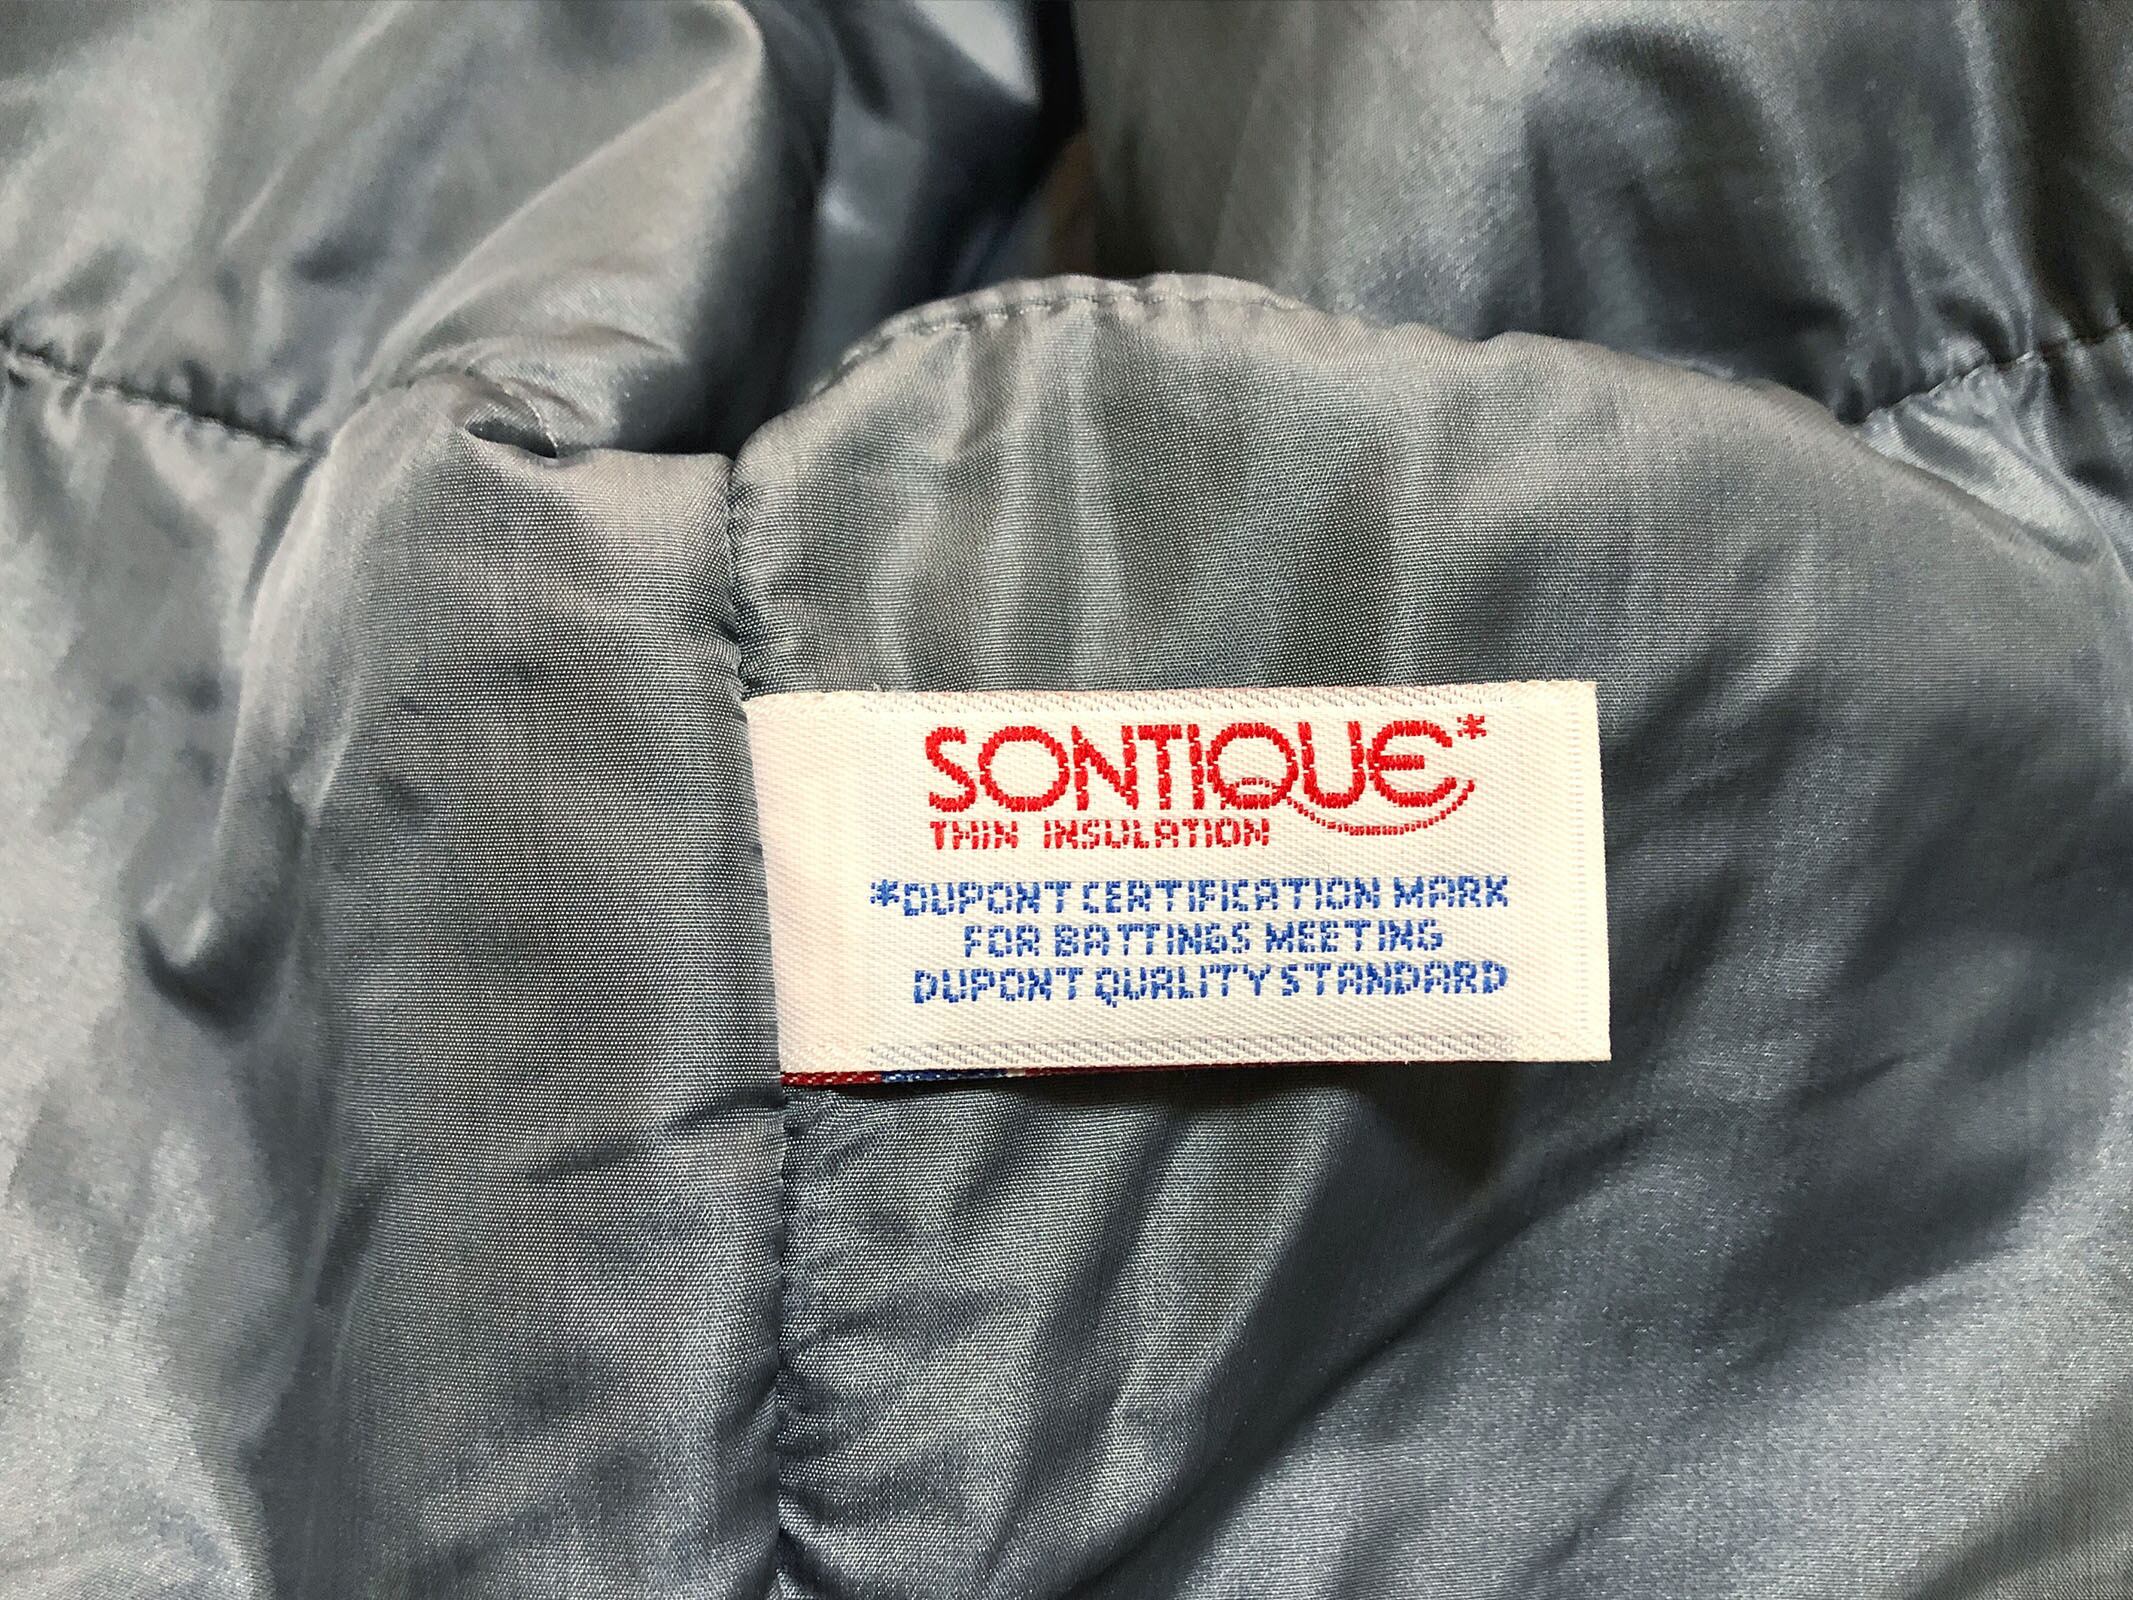 SONTIQUE*
THIN INSULATION
*DUPONT CERTIFICATION MARK
FOR BATTINGS MEETING
DUPONT QUALITY STANDARD